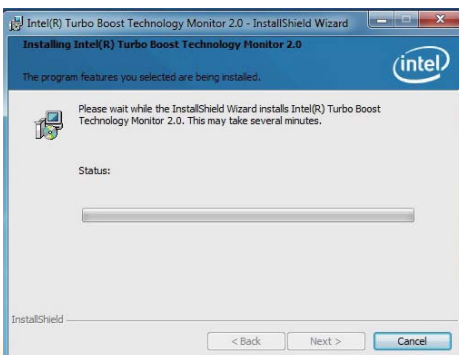 Intel(R) Turbo Boost Technology Monitor 2.0 - InstallShield Wizard
Installing Intel(R) Turbo Boost Technology Monitor 2.0
The program features you selected are being installed.
intel
Please wait while the InstallShield Wizard installs Intel(R) Turbo Boost
Technology Monitor 2.0. This may take several minutes.
Status:
InstallShield
< Back
Next >
Cancel